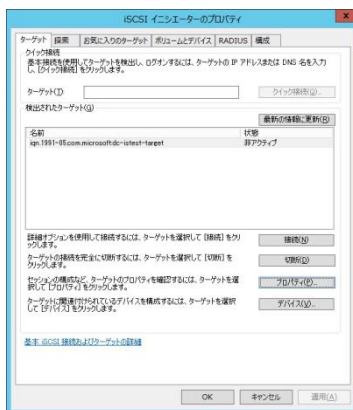 iSCSI イニシエーターのプロパティ
ターゲット 探索 お気に入りのターゲット ボリュームとデバイス RADIUS 構成
クイック接続
基本接続を使用してターゲットを検出し、ログオンするには、ターゲットの IP アドレスまたは DNS 名を入力
し、[クイック接続] をクリックします。
ターゲット(T): クイック接続(Q)...
検出されたターゲット(G)
最新の情報に更新(R)
名前 状態
iqn.1991-05.com.microsoft:dc-istest-target 非アクティブ
詳細オプションを使用して接続するには、ターゲットを選択して [接続] をクリ
ックします。
接続(N)
ターゲットの接続を完全に切断するには、ターゲットを選択して [切断] を
クリックします。
切断(D)
セッションの構成など、ターゲットのプロパティを確認するには、ターゲットを選
択して [プロパティ] をクリックします。
プロパティ(P)...
ターゲットに関連付けられているデバイスを構成するには、ターゲットを選択
して [デバイス] をクリックします。
デバイス(V)...
基本 iSCSI 接続およびターゲットの詳細
OK キャンセル 適用(A)